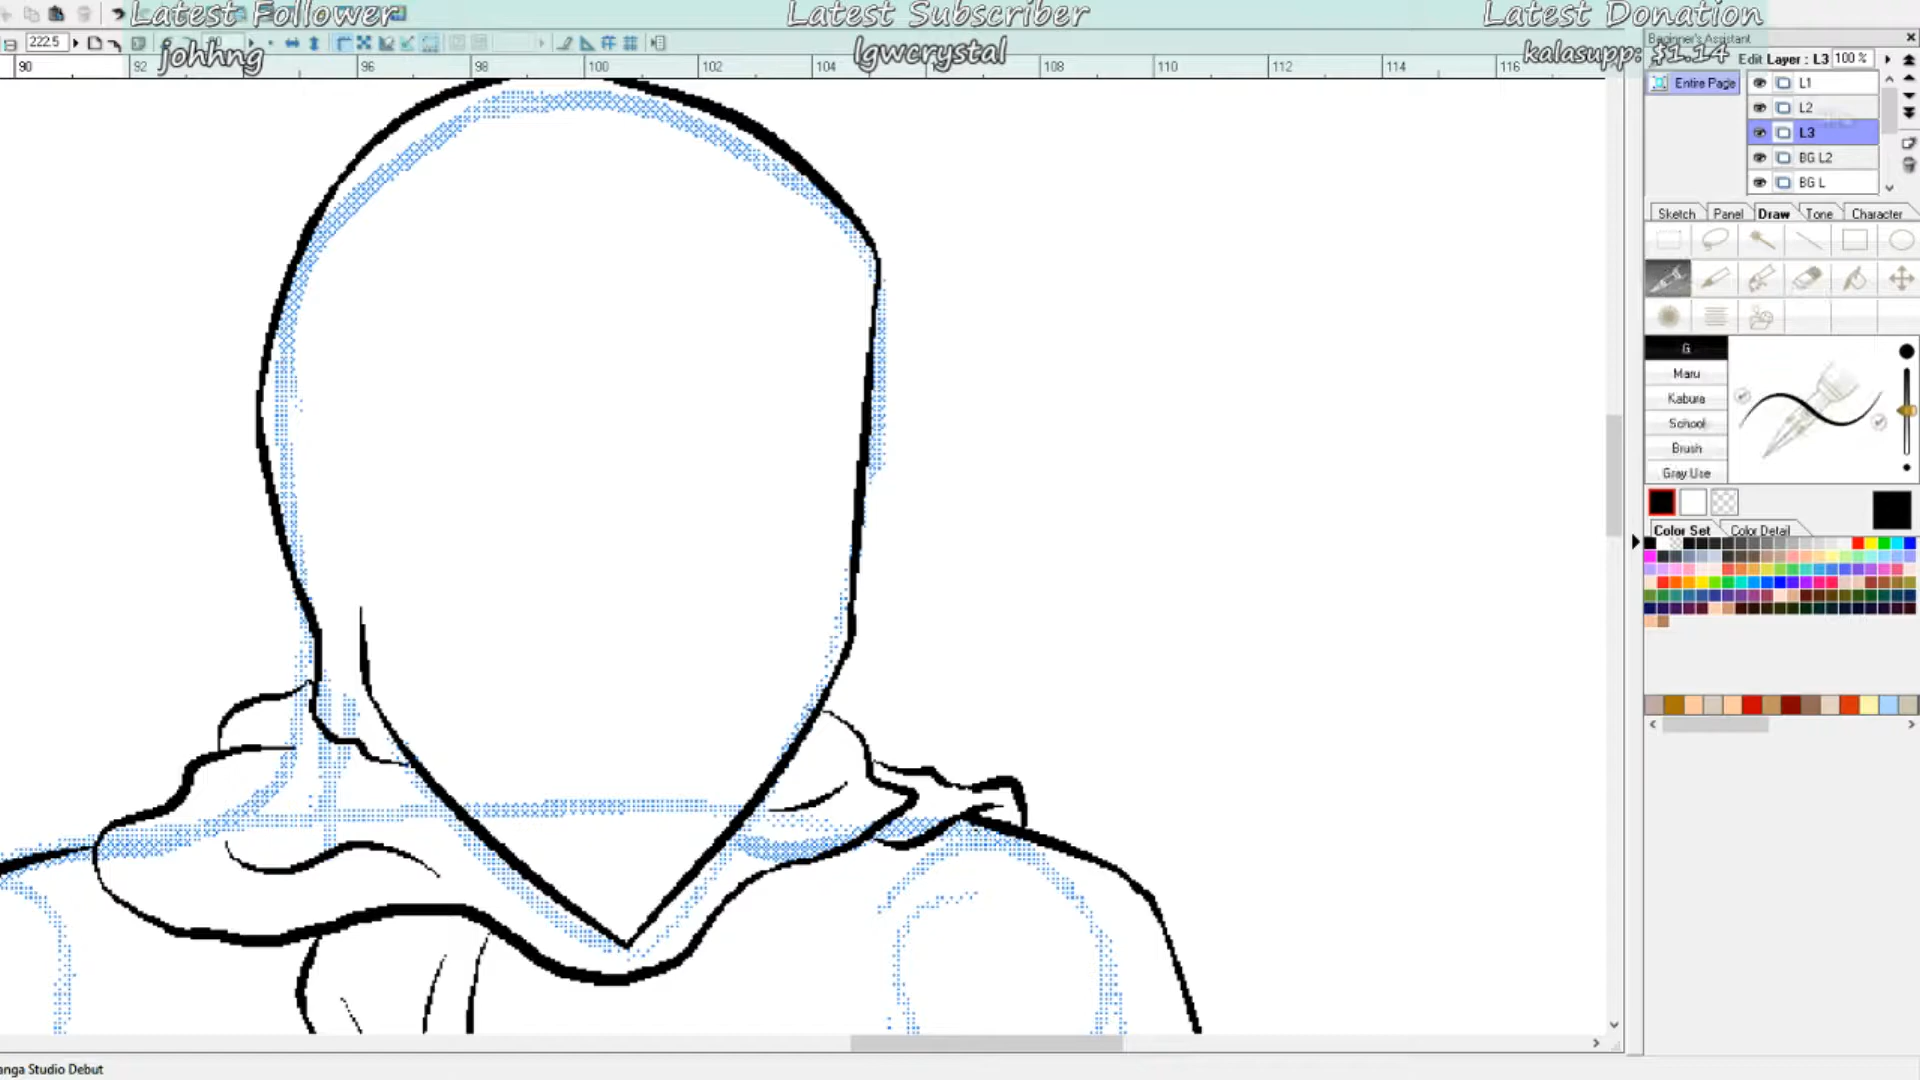 Latest Follower
Latest Subscriber
Latest Donation
johhng
lgwcrystal
kalasupp: $1.14
Beginner's Assistant
222.5
90 92 96 98 100 102 104 108 110 112 114 116
Edit Layer : L3 100 %
Entire Page
L1
L2
L3
BG L2
BG L
Sketch Panel Draw Tone Character
G
Maru
Kabura
School
Brush
Gray Use
Color Set Color Detail
anga Studio Debut